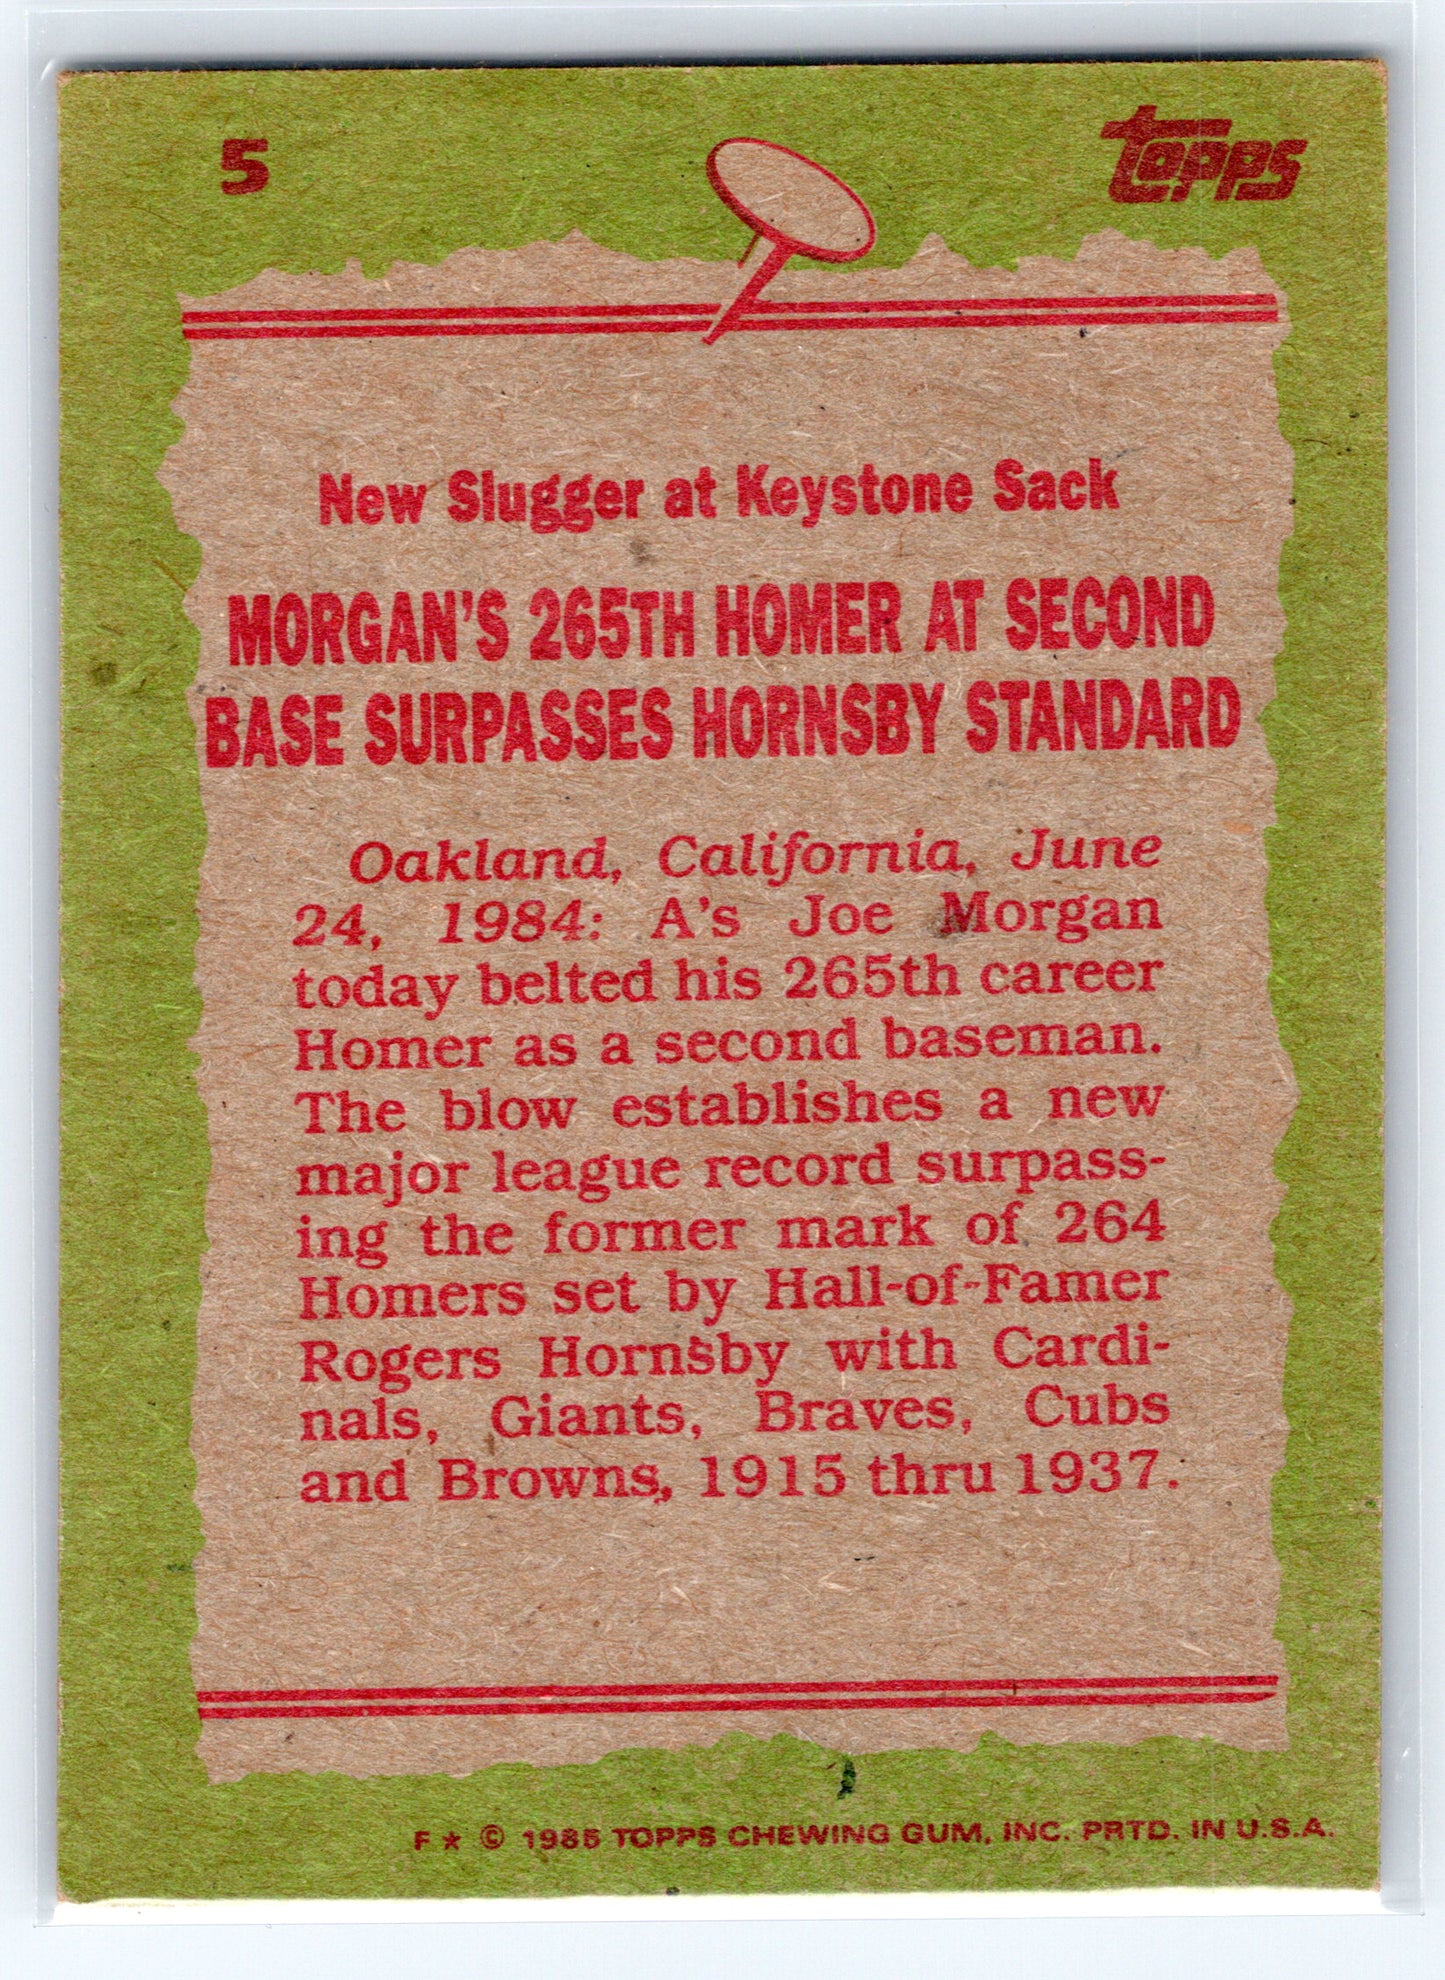 5
topps
New Slugger at Keystone Sack
MORGAN'S 265TH HOMER AT SECOND
BASE SURPASSES HORNSBY STANDARD
Oakland, California, June
24, 1984: A's Joe Morgan
today belted his 265th career
Homer as a second baseman.
The blow establishes a new
major league record surpass-
ing the former mark of 264
Homers set by Hall-of-Famer
Rogers Hornsby with Cardi-
nals, Giants, Braves, Cubs
and Browns, 1915 thru 1937.
F ★ © 1985 TOPPS CHEWING GUM, INC. PRTD. IN U.S.A.